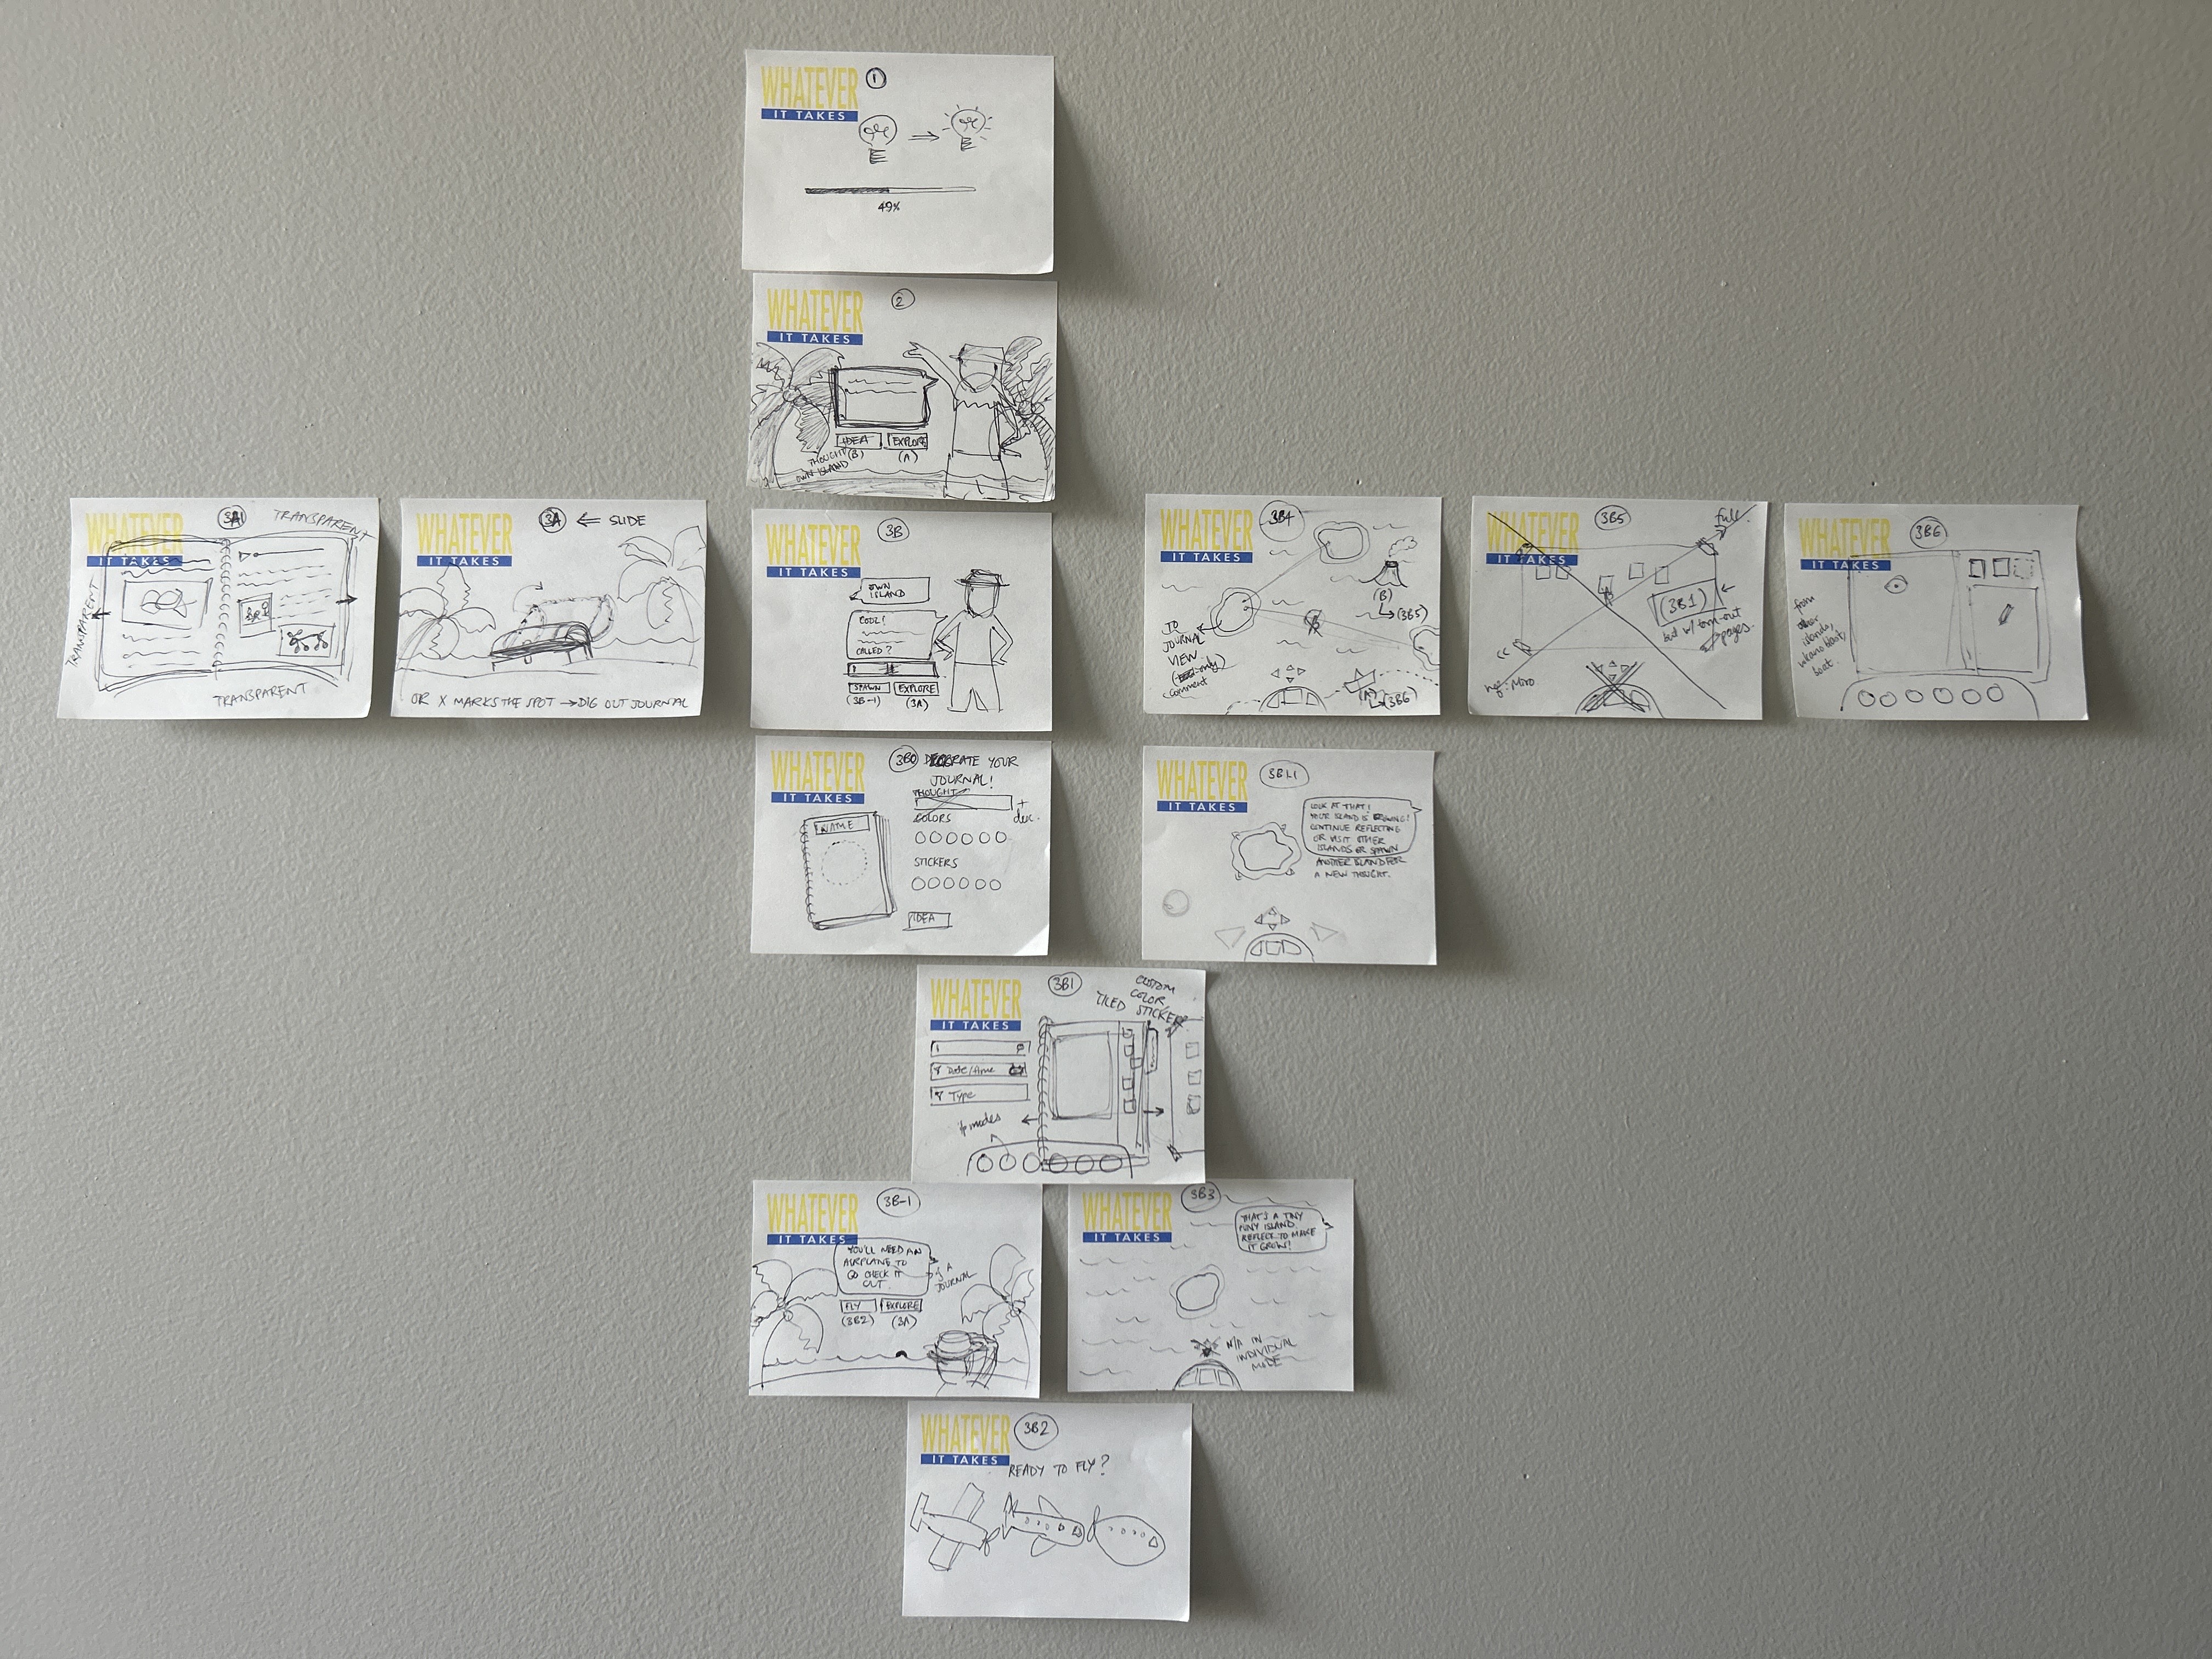 WHATEVER
IT TAKES
1
49%
WHATEVER
IT TAKES
2
IDEA
EXPLORE
(B)
(A)
THOUGHT
OWN ISLAND
WHATEVER
IT TAKES
3A1
TRANSPARENT
TRANSPARENT
TRANSPARENT
WHATEVER
IT TAKES
3A
SLIDE
OR X MARKS THE SPOT → DIG OUT JOURNAL
WHATEVER
IT TAKES
3B
OWN
ISLAND
COOL!
CALLED?
SPAWN
EXPLORE
(3B-1)
(3A)
WHATEVER
IT TAKES
3B4
TO
JOURNAL
VIEW
comment
(B)
(3B5)
(A)
(3B6)
WHATEVER
IT TAKES
3B5
full.
(3B1)
but w/ torn-out
pages.
Miro
WHATEVER
IT TAKES
3B6
from
islands,
boat.
WHATEVER
IT TAKES
3B0
DECORATE YOUR
JOURNAL!
THOUGHT
NAME
COLORS
STICKERS
IDEA
WHATEVER
IT TAKES
LOOK AT THAT!
YOUR ISLAND IS GROWING!
CONTINUE REFLECTING
OR VISIT OTHER
ISLANDS OR SPAWN
ANOTHER ISLAND FOR
A NEW THOUGHT.
WHATEVER
IT TAKES
3B1
TILED
CUSTOM
COLOR,
STICKER
Date/time
Type
modes
WHATEVER
IT TAKES
3B-1
YOU'LL NEED AN
AIRPLANE TO
GO CHECK IT
OUT
& A
JOURNAL
FLY
EXPLORE
(3B2)
(3A)
WHATEVER
IT TAKES
3B3
THAT'S A TINY
PUNY ISLAND.
REFLECT TO MAKE
IT GROW!
N/A IN
INDIVIDUAL
MODE
WHATEVER
IT TAKES
3B2
READY TO FLY?